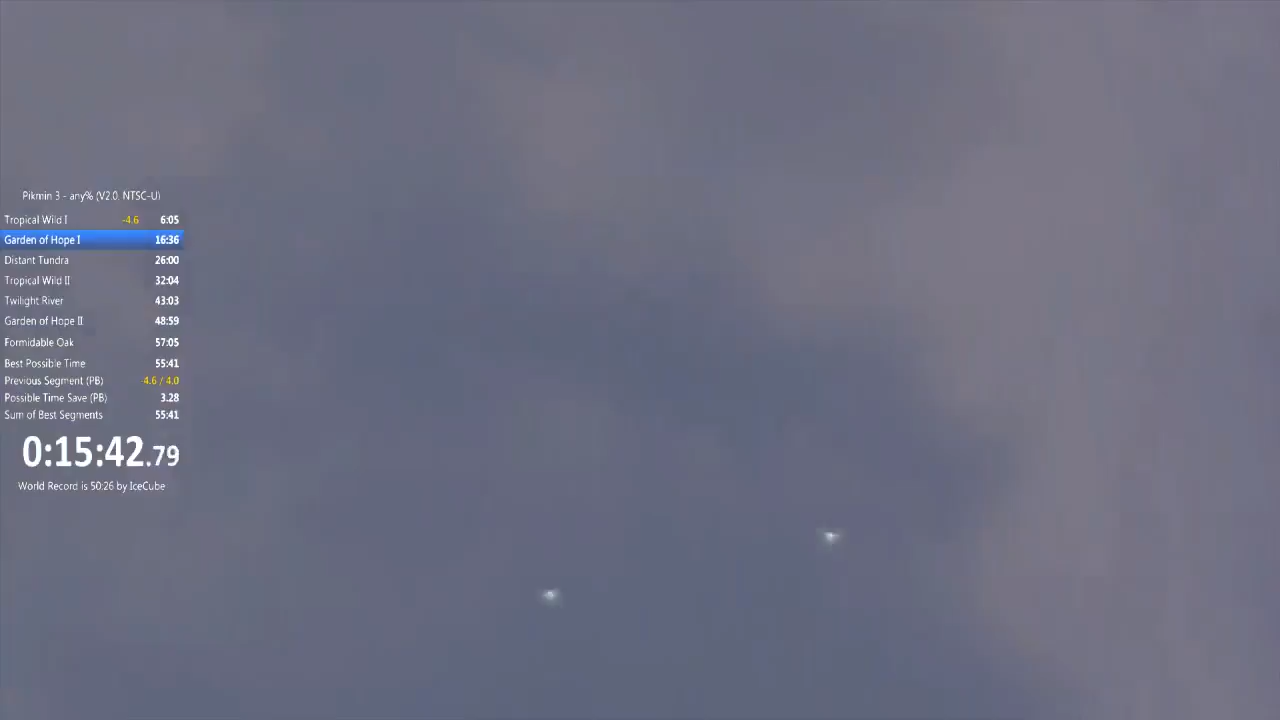 Pikmin 3 - any% (V2.0, NTSC-U)
Tropical Wild I -4.6 6:05
Garden of Hope I 16:36
Distant Tundra 26:00
Tropical Wild II 32:04
Twilight River 43:03
Garden of Hope II 48:59
Formidable Oak 57:05
Best Possible Time 55:41
Previous Segment (PB) -4.6 / 4.0
Possible Time Save (PB) 3.28
Sum of Best Segments 55:41
0:15:42.79
World Record is 50:26 by IceCube